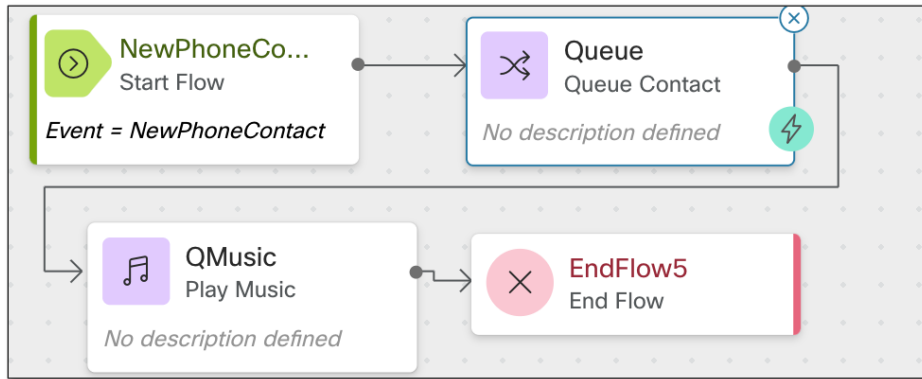 NewPhoneCo...
Start Flow
Event = NewPhoneContact
Queue
Queue Contact
No description defined
QMusic
Play Music
No description defined
EndFlow5
End Flow